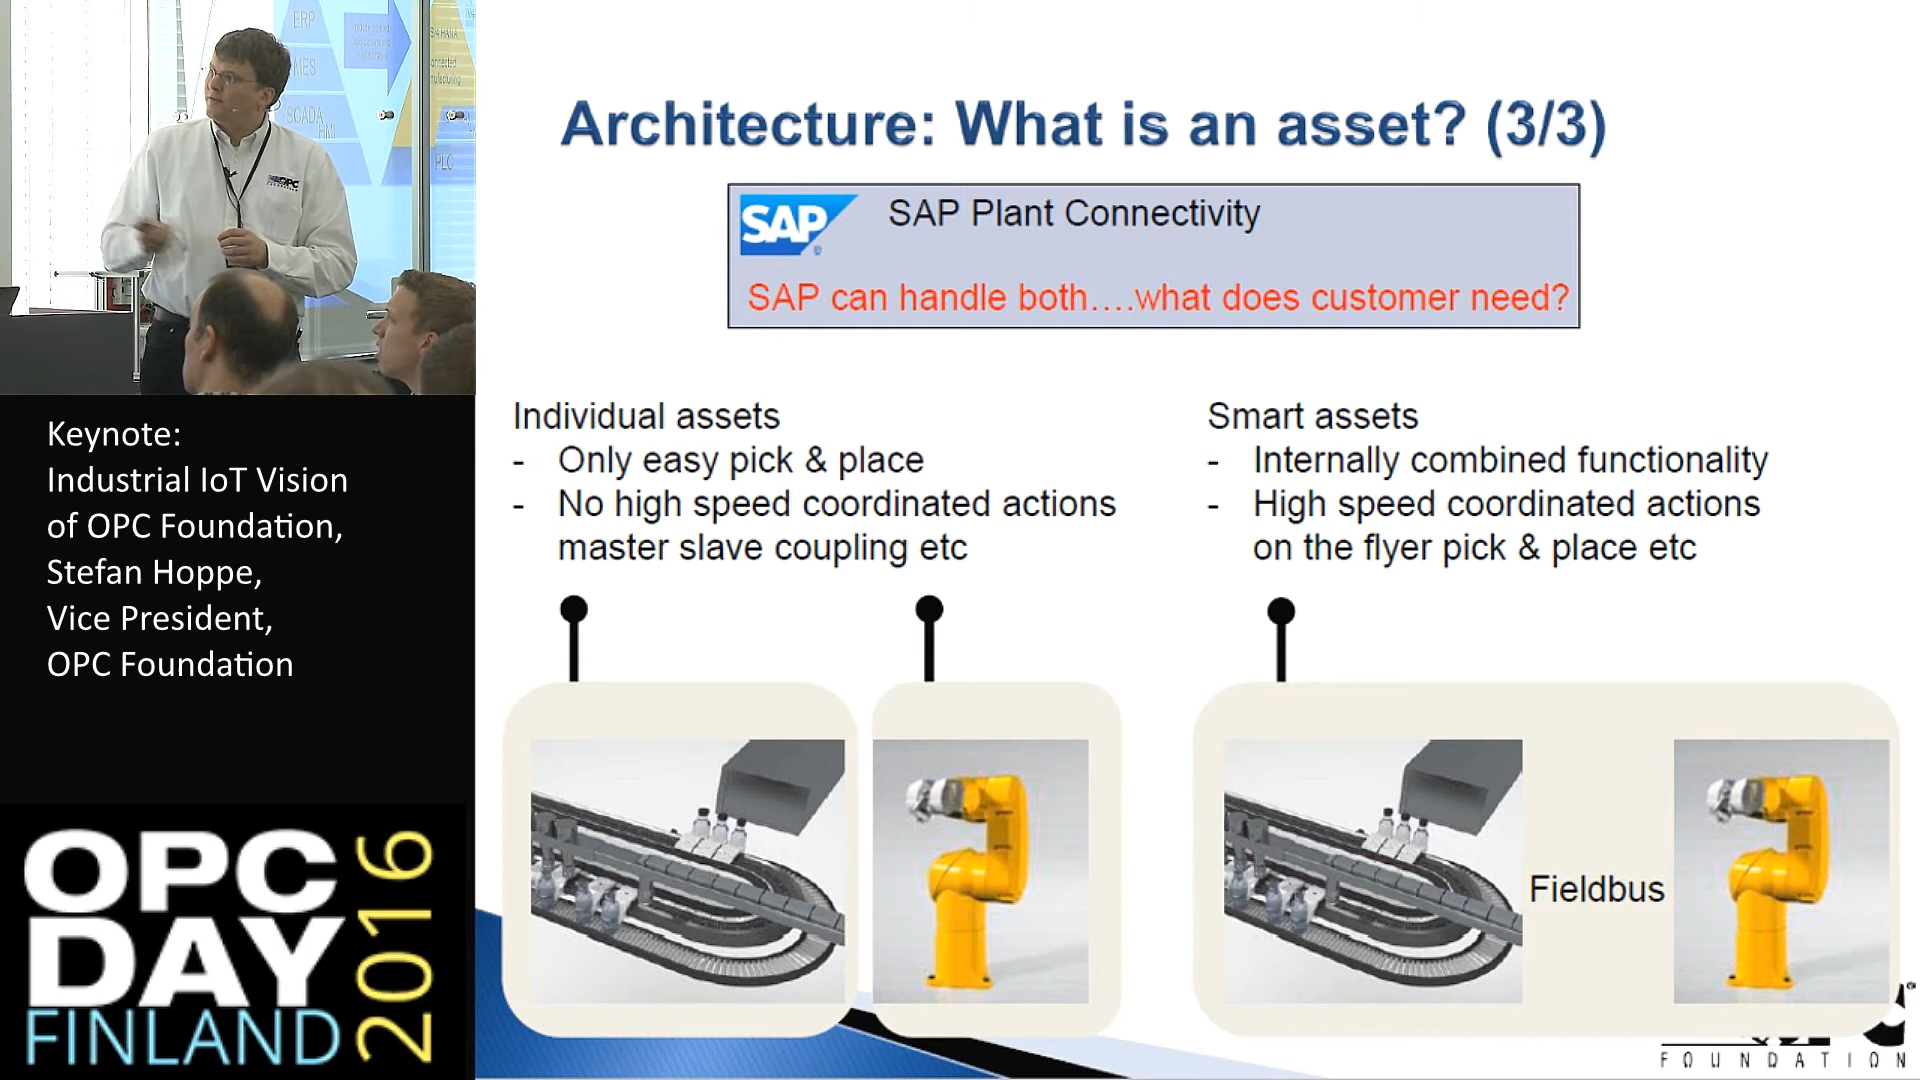 ERP
MES
SCADA
HMI
PLC
OPC
Architecture: What is an asset? (3/3)
SAP
®
SAP Plant Connectivity
SAP can handle both....what does customer need?
Keynote:
Industrial IoT Vision
of OPC Foundation,
Stefan Hoppe,
Vice President,
OPC Foundation
Individual assets
- Only easy pick & place
- No high speed coordinated actions
master slave coupling etc
Smart assets
- Internally combined functionality
- High speed coordinated actions
on the flyer pick & place etc
Fieldbus
OPC
DAY
FINLAND
2016
FOUNDATION